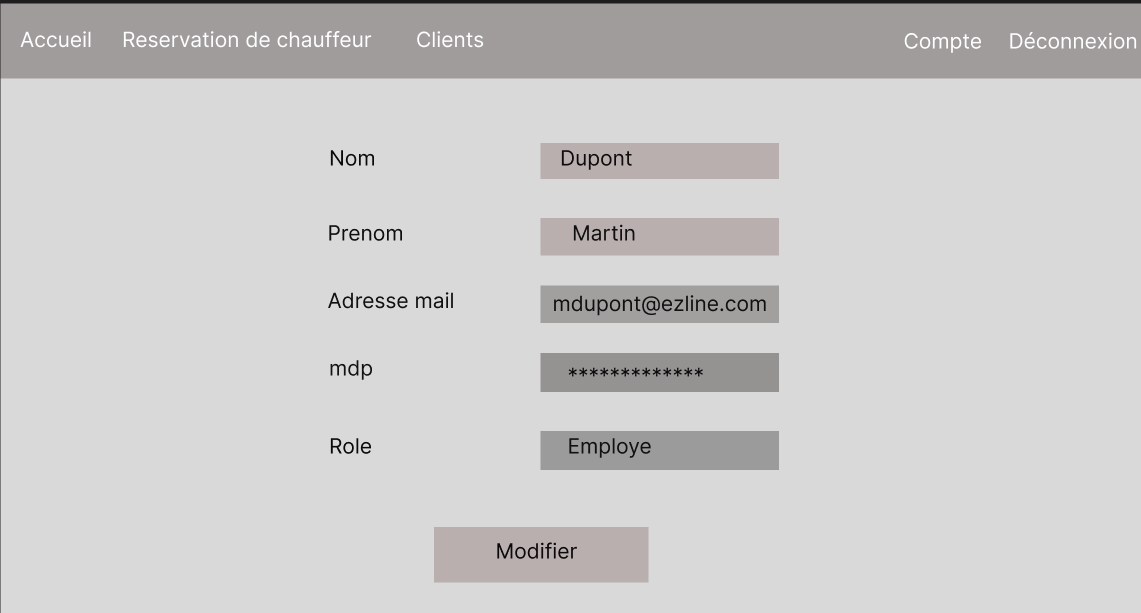 Accueil Reservation de chauffeur Clients Compte Déconnexion
Nom Dupont
Prenom Martin
Adresse mail mdupont@ezline.com
mdp *************
Role Employe
Modifier